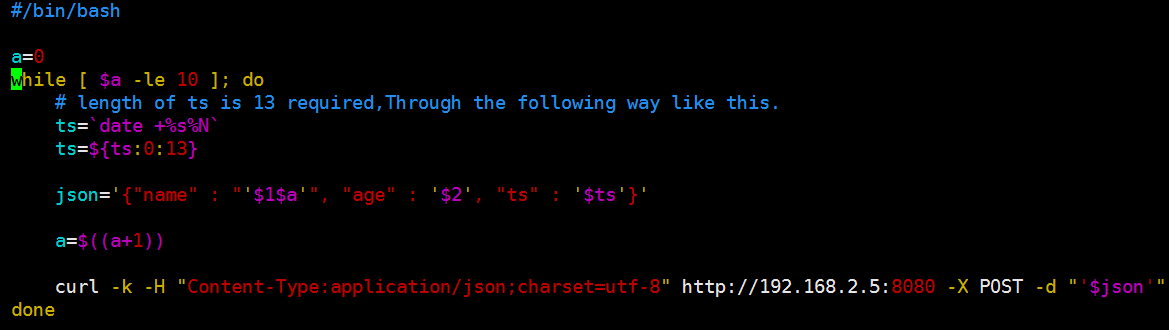 #/bin/bash
a=0
while [ $a -le 10 ]; do
    # length of ts is 13 required,Through the following way like this.
    ts=`date +%s%N`
    ts=${ts:0:13}
    json='{"name" : "'$1$a'", "age" : '$2', "ts" : '$ts'}'
    a=$((a+1))
    curl -k -H "Content-Type:application/json;charset=utf-8" http://192.168.2.5:8080 -X POST -d "'$json'"
done